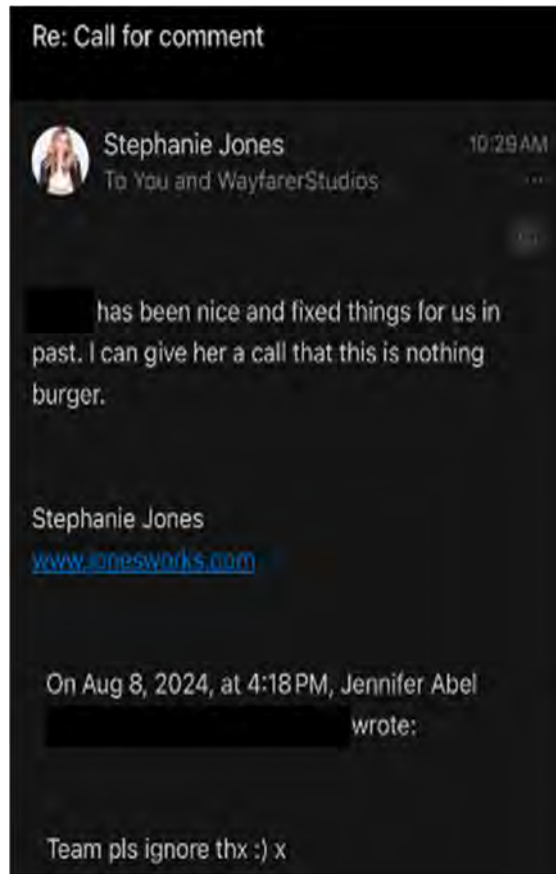 Re: Call for comment
Stephanie Jones
10:29 AM
To You and WayfarerStudios
...
has been nice and fixed things for us in
past. I can give her a call that this is nothing
burger.
Stephanie Jones
www.jonesworks.com
On Aug 8, 2024, at 4:18 PM, Jennifer Abel
wrote:
Team pls ignore thx :) x